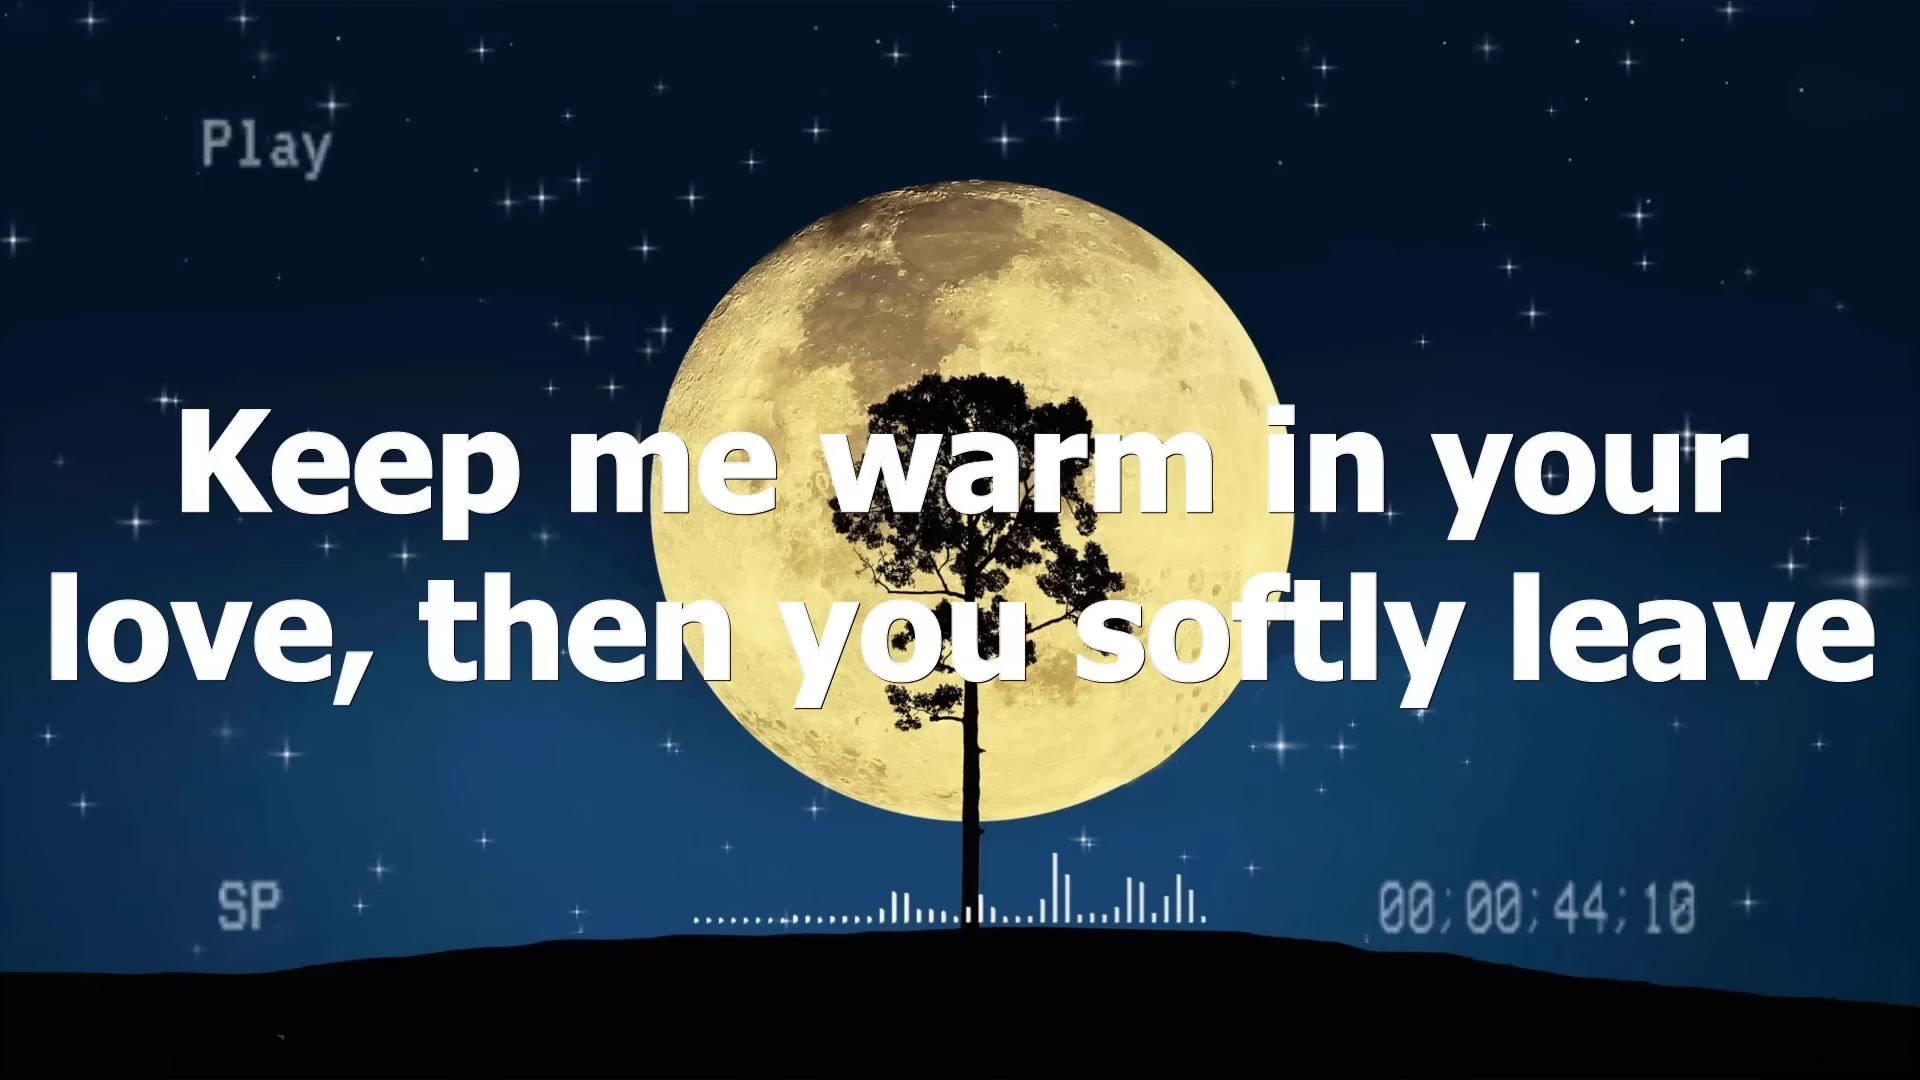 Play
Keep me warm in your
love, then you softly leave
SP
00;00;44;10